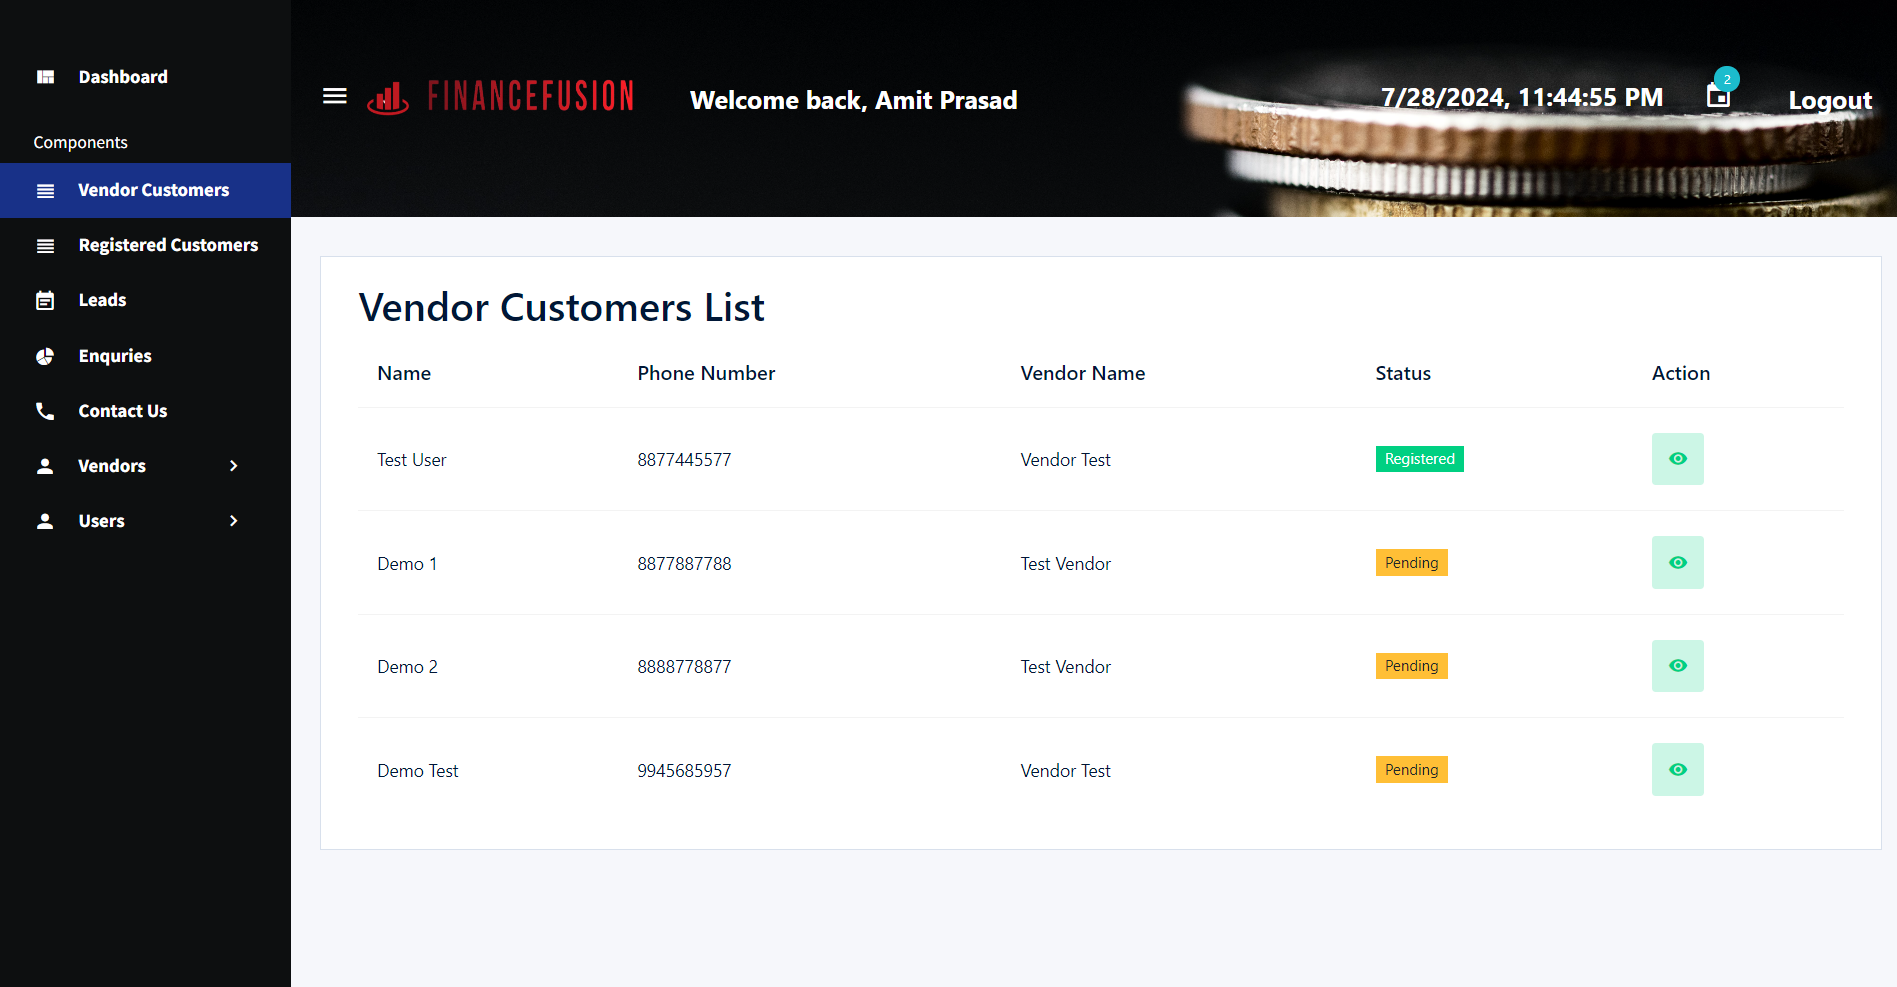 Dashboard
Components
Vendor Customers
Registered Customers
Leads
Enquries
Contact Us
Vendors
Users
FINANCEFUSION
Welcome back, Amit Prasad
7/28/2024, 11:44:55 PM
2
Logout
Vendor Customers List
Name Phone Number Vendor Name Status Action
Test User 8877445577 Vendor Test Registered
Demo 1 8877887788 Test Vendor Pending
Demo 2 8888778877 Test Vendor Pending
Demo Test 9945685957 Vendor Test Pending